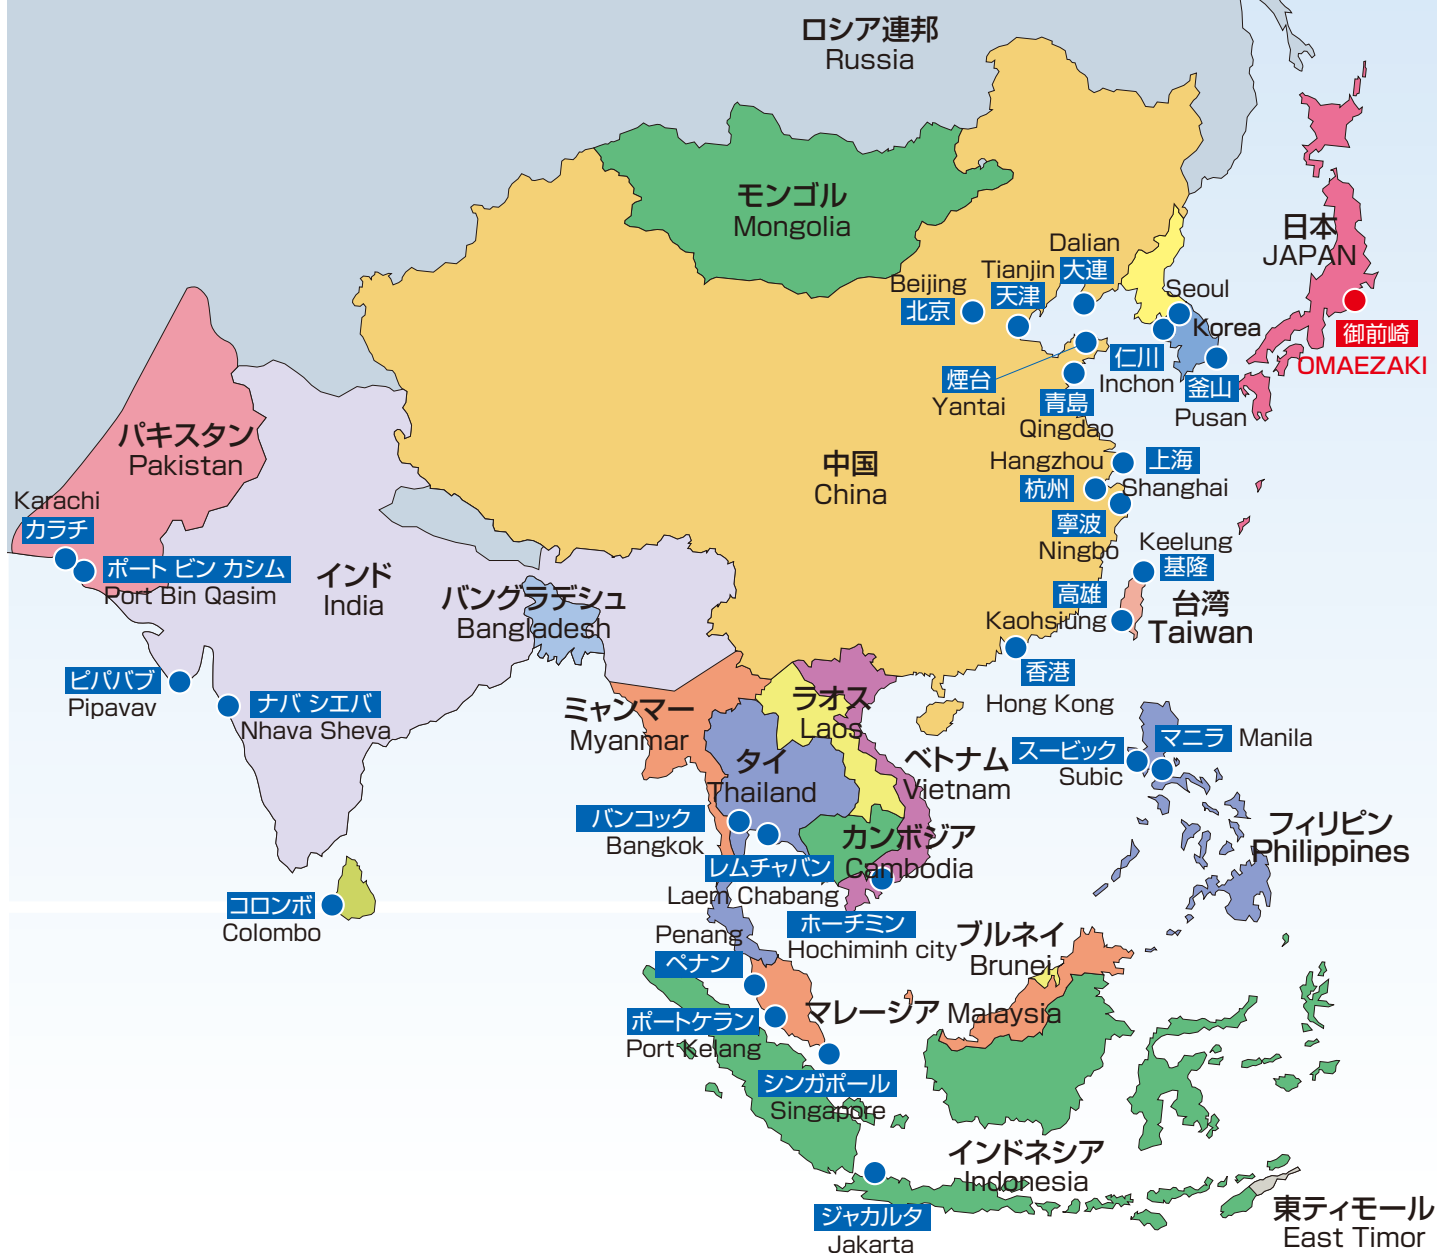 ロシア連邦
Russia
モンゴル
Mongolia
日本
JAPAN
Dalian
大連
Tianjin
天津
Beijing
北京
Seoul
Korea
御前崎
OMAEZAKI
仁川
Inchon
釜山
Pusan
煙台
Yantai
青島
Qingdao
パキスタン
Pakistan
中国
China
Hangzhou
杭州
上海
Shanghai
寧波
Ningbo
Karachi
カラチ
ポート ビン カシム
Port Bin Qasim
インド
India
バングラデシュ
Bangladesh
Keelung
基隆
高雄
Kaohsiung
台湾
Taiwan
香港
Hong Kong
ピパバブ
Pipavav
ナバ シエバ
Nhava Sheva
ミャンマー
Myanmar
ラオス
Laos
タイ
Thailand
ベトナム
Vietnam
スービック
Subic
マニラ
Manila
バンコック
Bangkok
カンボジア
Cambodia
フィリピン
Philippines
レムチャバン
Laem Chabang
コロンボ
Colombo
ホーチミン
Hochiminh city
Penang
ペナン
ブルネイ
Brunei
マレージア Malaysia
ポートケラン
Port Kelang
シンガポール
Singapore
インドネシア
Indonesia
ジャカルタ
Jakarta
東ティモール
East Timor